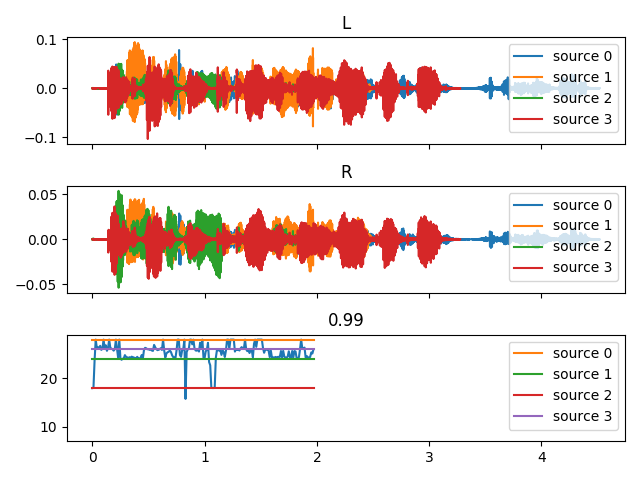 L
0.1
0.0
−0.1
source 0
source 1
source 2
source 3
R
0.05
0.00
−0.05
source 0
source 1
source 2
source 3
0.99
20
10
source 0
source 1
source 2
source 3
0 1 2 3 4